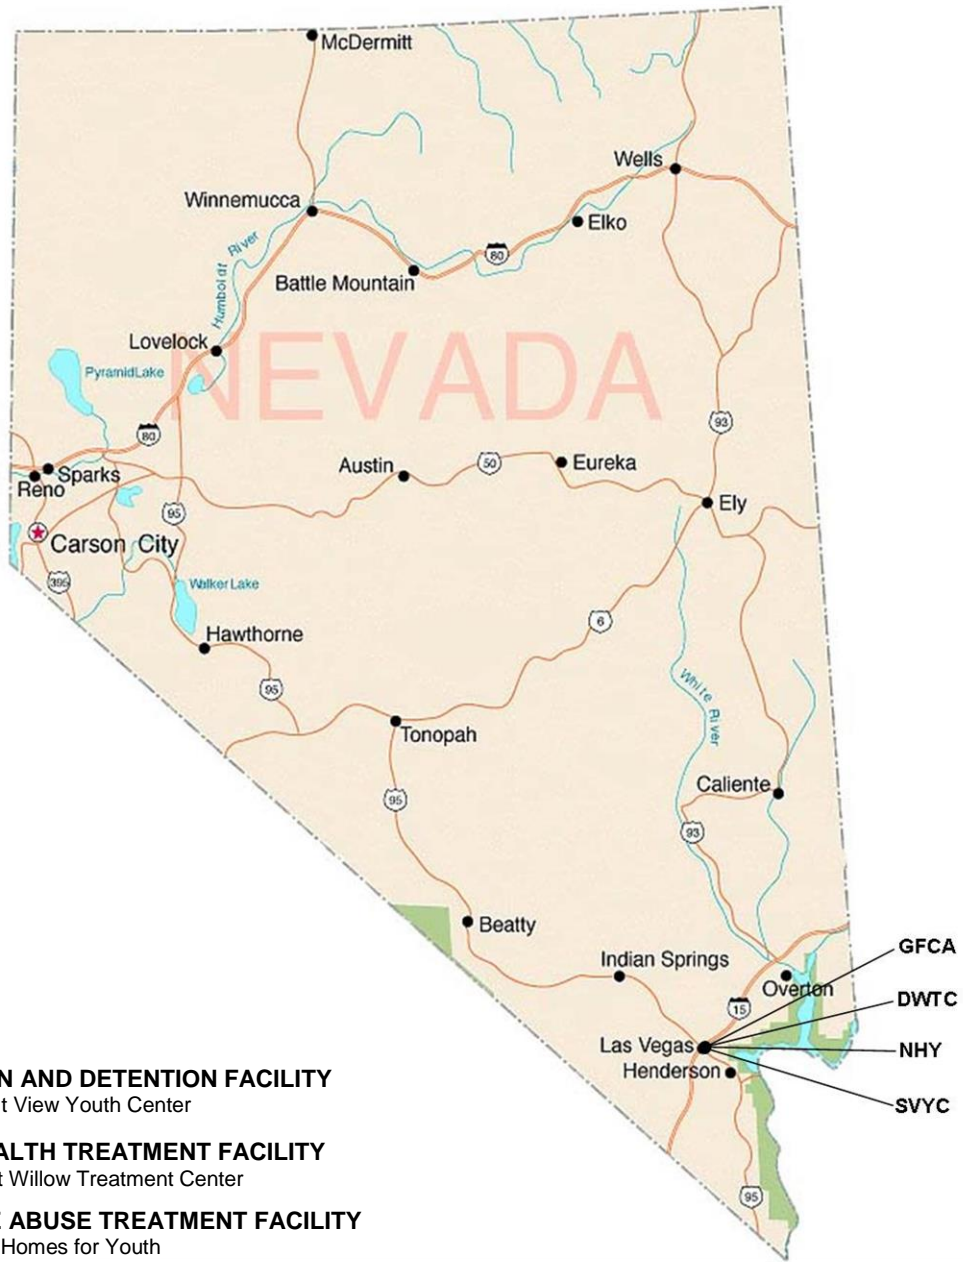 McDermitt
Wells
Winnemucca
Elko
Humboldt River
80
Battle Mountain
NEVADA
Lovelock
PyramidLake
93
80
Austin
50
Eureka
Sparks
Reno
Ely
95
Carson City
395
Walker Lake
6
Hawthorne
95
White River
Tonopah
Caliente
95
93
Beatty
GFCA
Indian Springs
Overton
DWTC
15
Las Vegas
NHY
Henderson
SVYC
N AND DETENTION FACILITY
t View Youth Center
ALTH TREATMENT FACILITY
t Willow Treatment Center
95
E ABUSE TREATMENT FACILITY
Homes for Youth